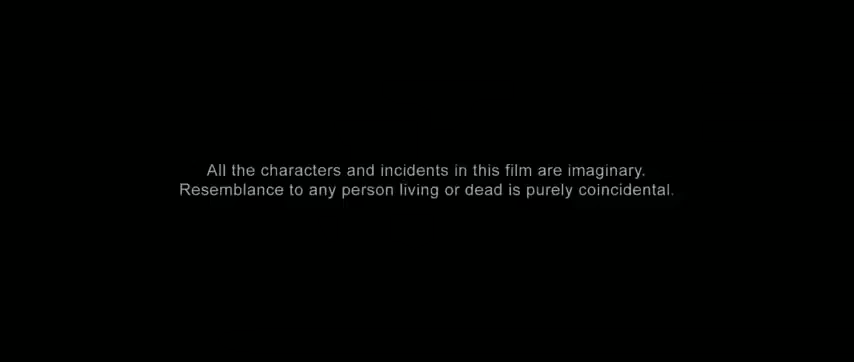 All the characters and incidents in this film are imaginary.
Resemblance to any person living or dead is purely coincidental.